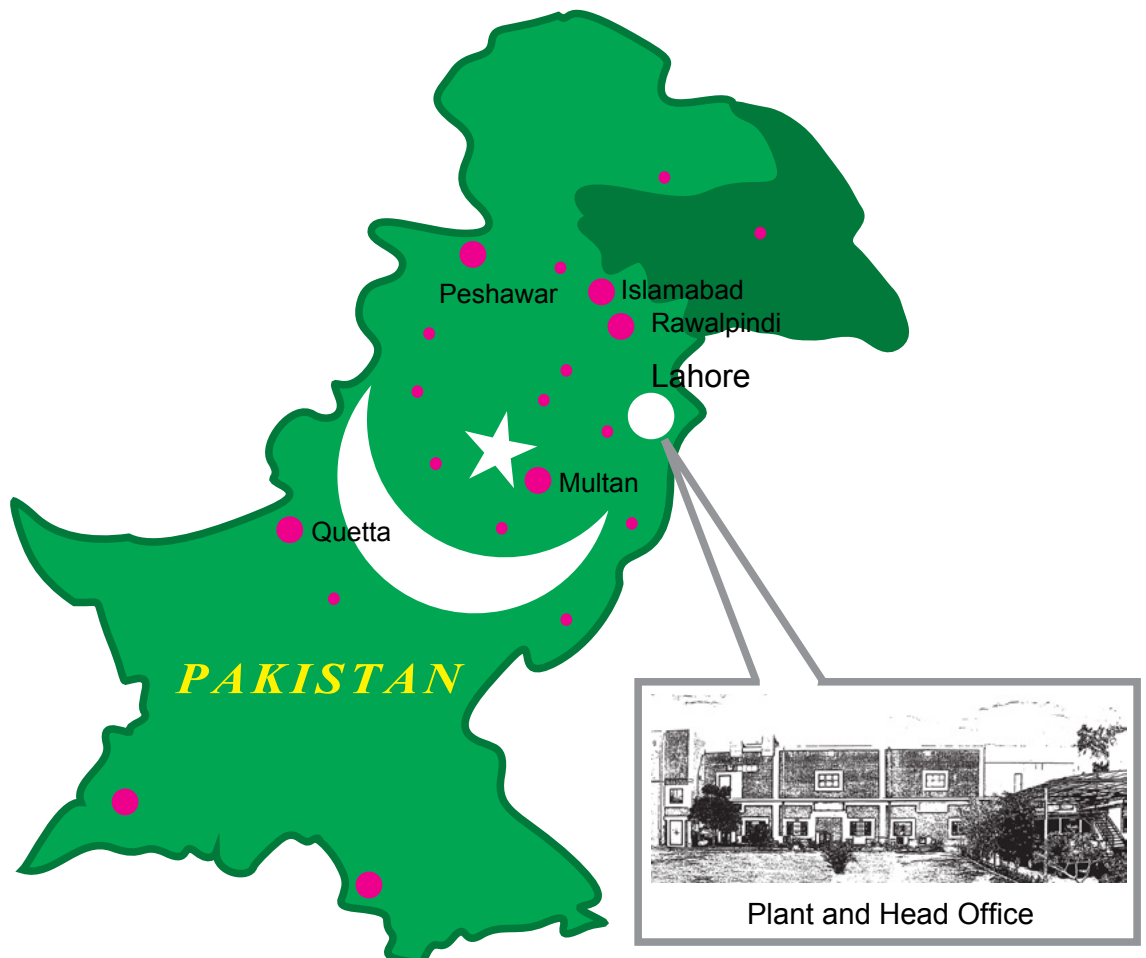 Peshawar
Islamabad
Rawalpindi
Lahore
Multan
Quetta
PAKISTAN
Plant and Head Office